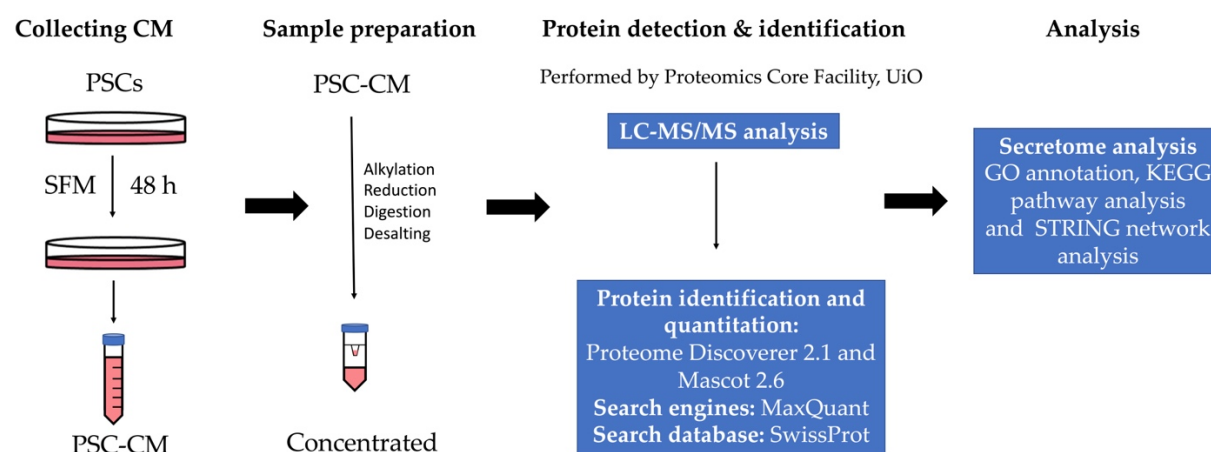 Collecting CM
PSCs
SFM
48 h
PSC-CM
Sample preparation
PSC-CM
Alkylation
Reduction
Digestion
Desalting
Concentrated
Protein detection & identification
Performed by Proteomics Core Facility, UiO
LC-MS/MS analysis
Protein identification and
quantitation:
Proteome Discoverer 2.1 and
Mascot 2.6
Search engines: MaxQuant
Search database: SwissProt
Analysis
Secretome analysis
GO annotation, KEGG
pathway analysis
and STRING network
analysis